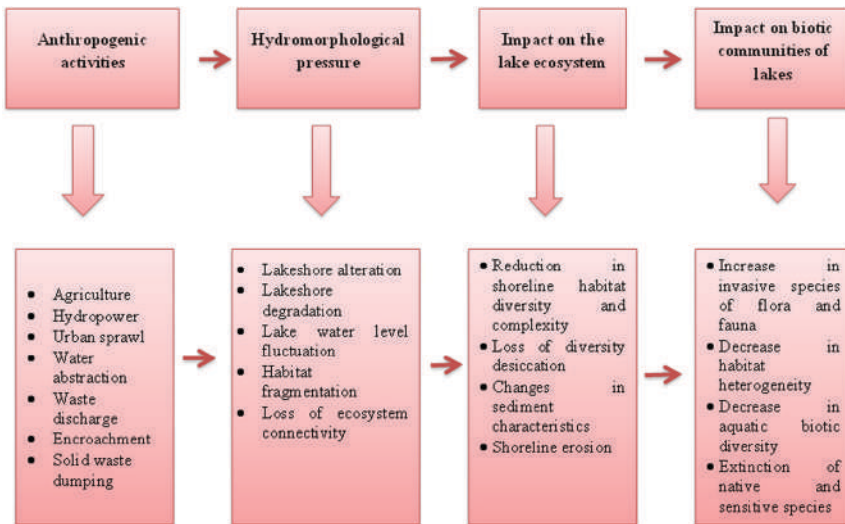 Anthropogenic
activities
Hydromorphological
pressure
Impact on the
lake ecosystem
Impact on biotic
communities of
lakes
• Agriculture
• Hydropower
• Urban sprawl
• Water
abstraction
• Waste
discharge
• Encroachment
• Solid waste
dumping
• Lakeshore alteration
• Lakeshore
degradation
• Lake water level
fluctuation
• Habitat
fragmentation
• Loss of ecosystem
connectivity
• Reduction in
shoreline habitat
diversity and
complexity
• Loss of diversity
desiccation
• Changes in
sediment
characteristics
• Shoreline erosion
• Increase in
invasive species
of flora and
fauna
• Decrease in
habitat
heterogeneity
• Decrease in
aquatic biotic
diversity
• Extinction of
native and
sensitive species